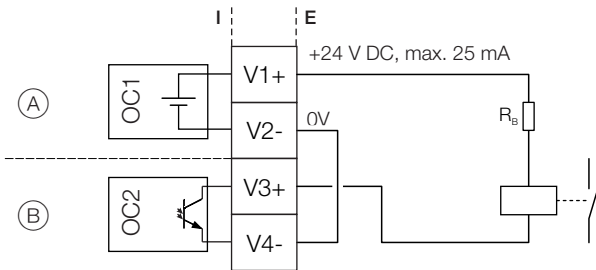 I E
+24 V DC, max. 25 mA
A
OC1
V1+
V2-
0V
R_B
B
OC2
V3+
V4-